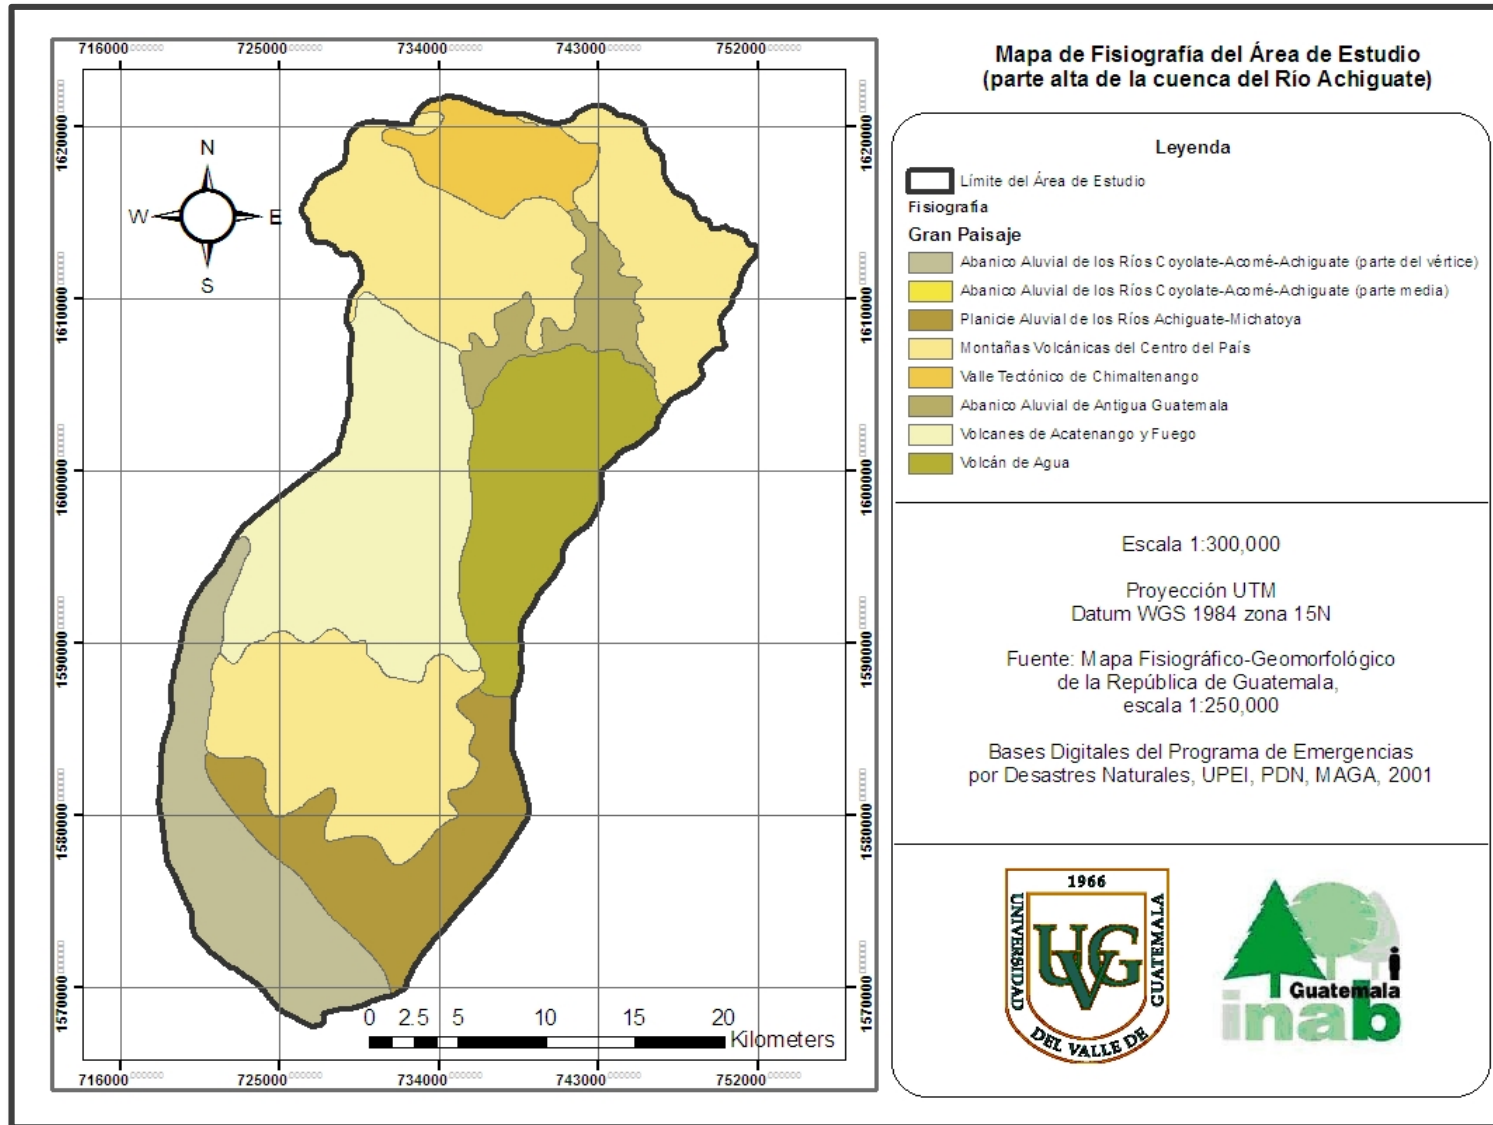 Mapa de Fisiografía del Área de Estudio
(parte alta de la cuenca del Río Achiguate)
716000 725000 734000 743000 752000
1620000
1610000
1600000
1590000
1580000
1570000
1620000
1610000
1600000
1590000
1580000
1570000
N
W E
S
0 2.5 5 10 15 20
Kilometers
716000 725000 734000 743000 752000
Leyenda
Límite del Área de Estudio
Fisiografía
Gran Paisaje
Abanico Aluvial de los Ríos Coyolate-Acomé-Achiguate (parte del vértice)
Abanico Aluvial de los Ríos Coyolate-Acomé-Achiguate (parte media)
Planicie Aluvial de los Ríos Achiguate-Michatoya
Montañas Volcánicas del Centro del País
Valle Tectónico de Chimaltenango
Abanico Aluvial de Antigua Guatemala
Volcanes de Acatenango y Fuego
Volcán de Agua
Escala 1:300,000
Proyección UTM
Datum WGS 1984 zona 15N
Fuente: Mapa Fisiográfico-Geomorfológico
de la República de Guatemala,
escala 1:250,000
Bases Digitales del Programa de Emergencias
por Desastres Naturales, UPEI, PDN, MAGA, 2001
1966
UNIVERSIDAD
DEL VALLE DE
GUATEMALA
UVG
Guatemala
inab